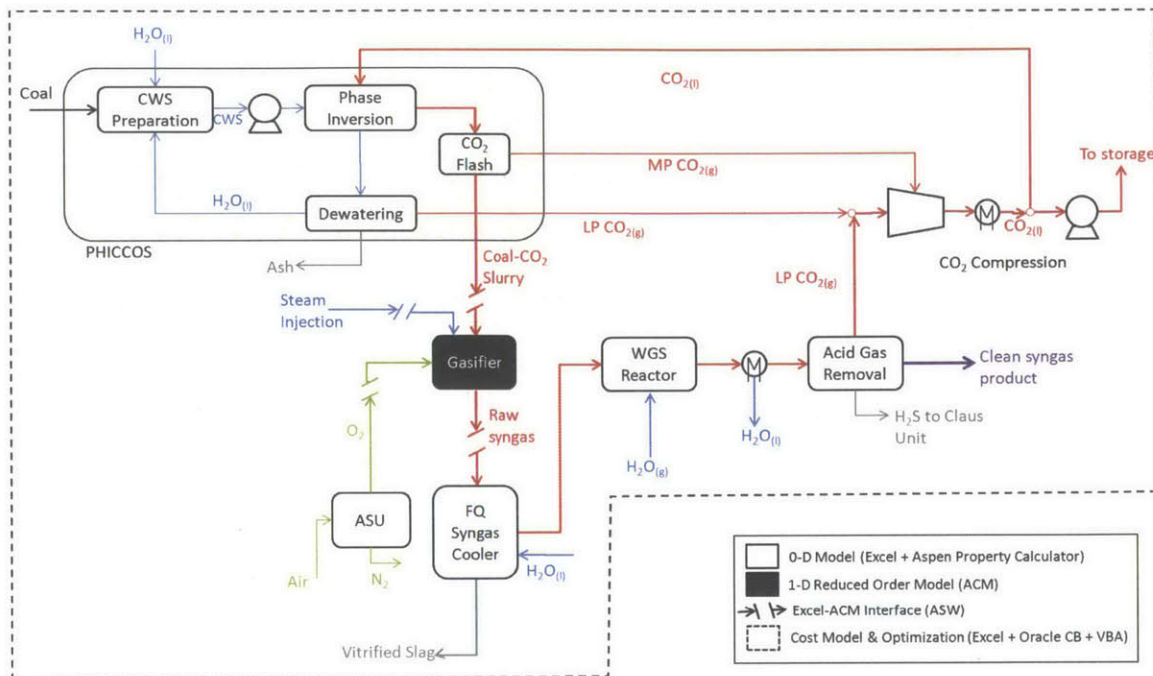 H₂O(l)
CO₂(l)
Coal
CWS
Preparation
CWS
Phase
Inversion
CO₂
Flash
MP CO₂(g)
To storage
H₂O(l)
Dewatering
LP CO₂(g)
M
CO₂(l)
PHICCOS
CO₂ Compression
Ash
Coal-CO₂
Slurry
LP CO₂(g)
Steam
Injection
Gasifier
WGS
Reactor
M
Acid Gas
Removal
Clean syngas
product
Raw
syngas
O₂
H₂S to Claus
Unit
H₂O(l)
H₂O(g)
ASU
FQ
Syngas
Cooler
Air
N₂
H₂O(l)
Vitrified Slag
0-D Model (Excel + Aspen Property Calculator)
1-D Reduced Order Model (ACM)
Excel-ACM Interface (ASW)
Cost Model & Optimization (Excel + Oracle CB + VBA)